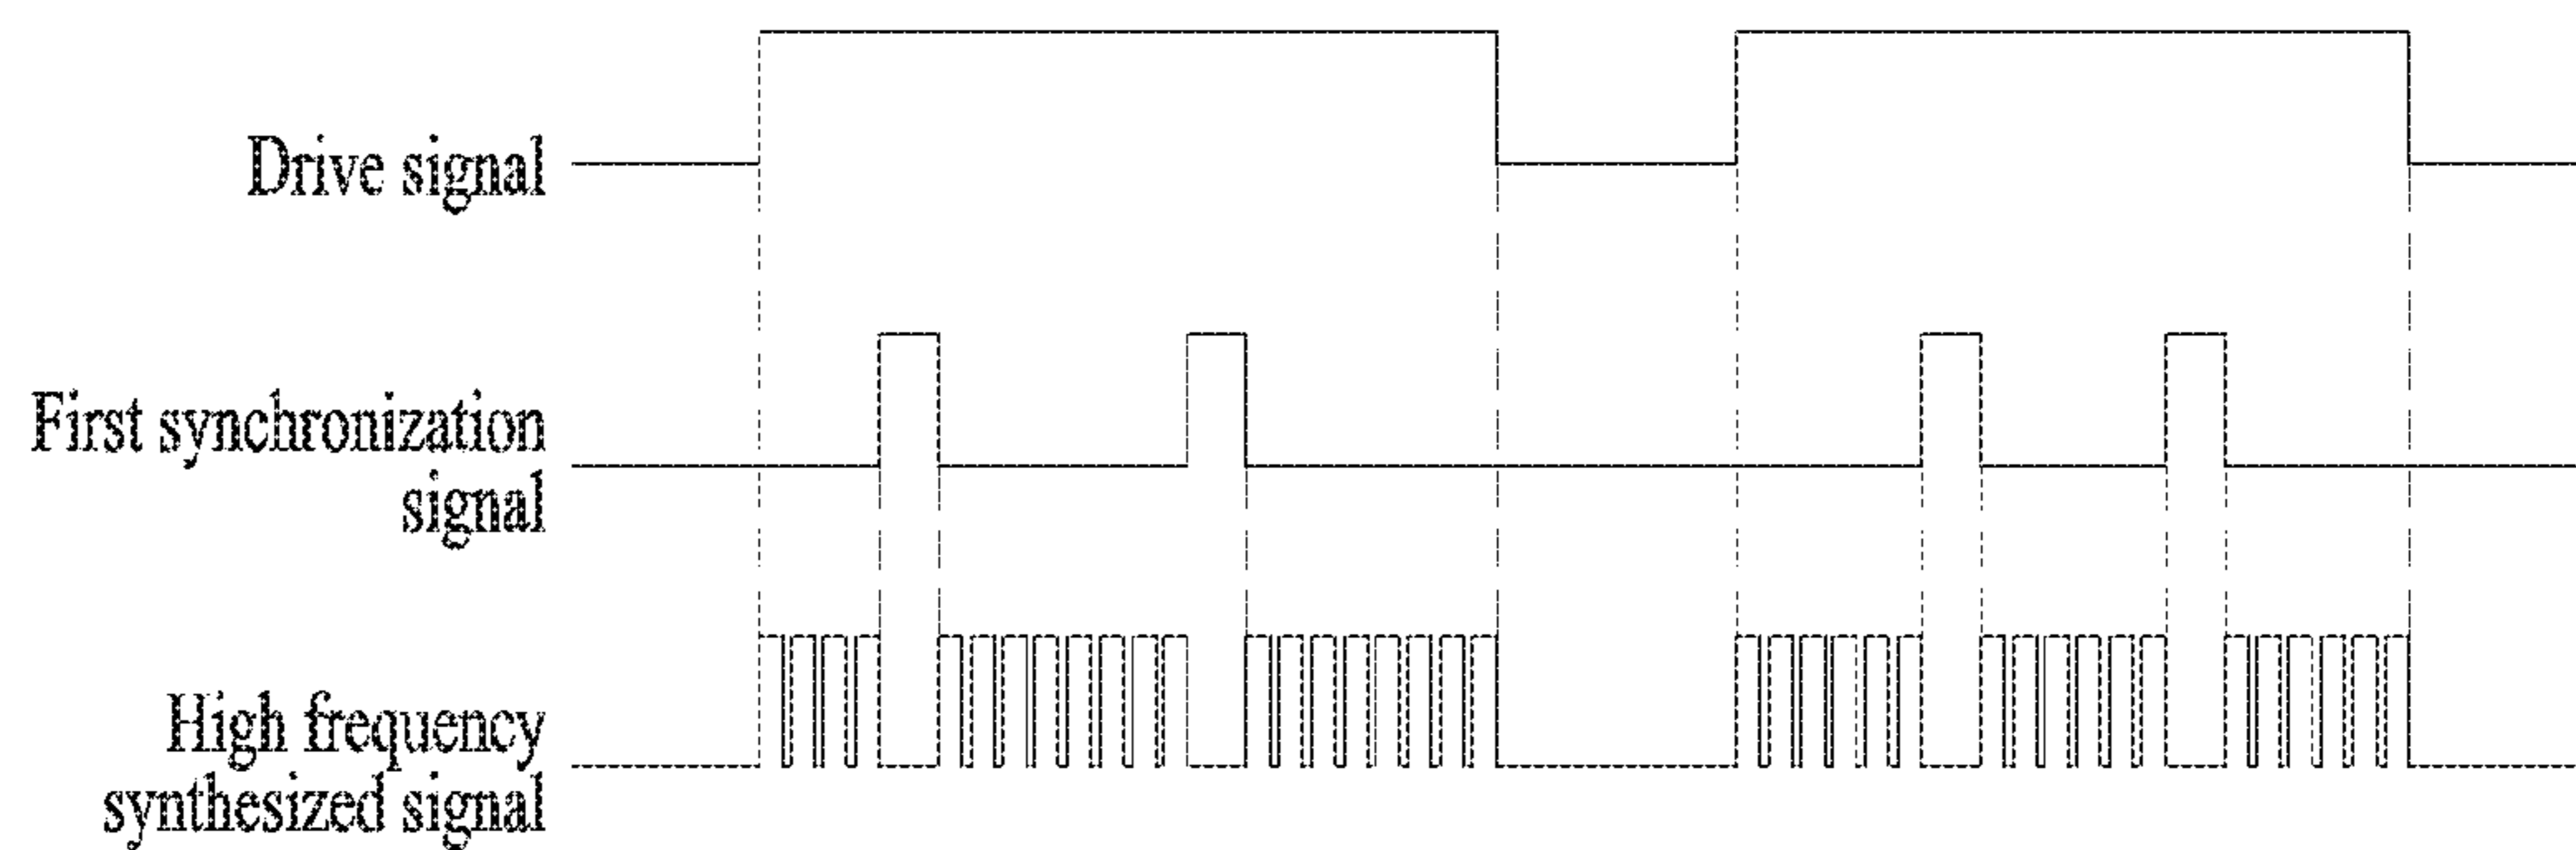 Drive signal
First synchronization
signal
High frequency
synthesized signal